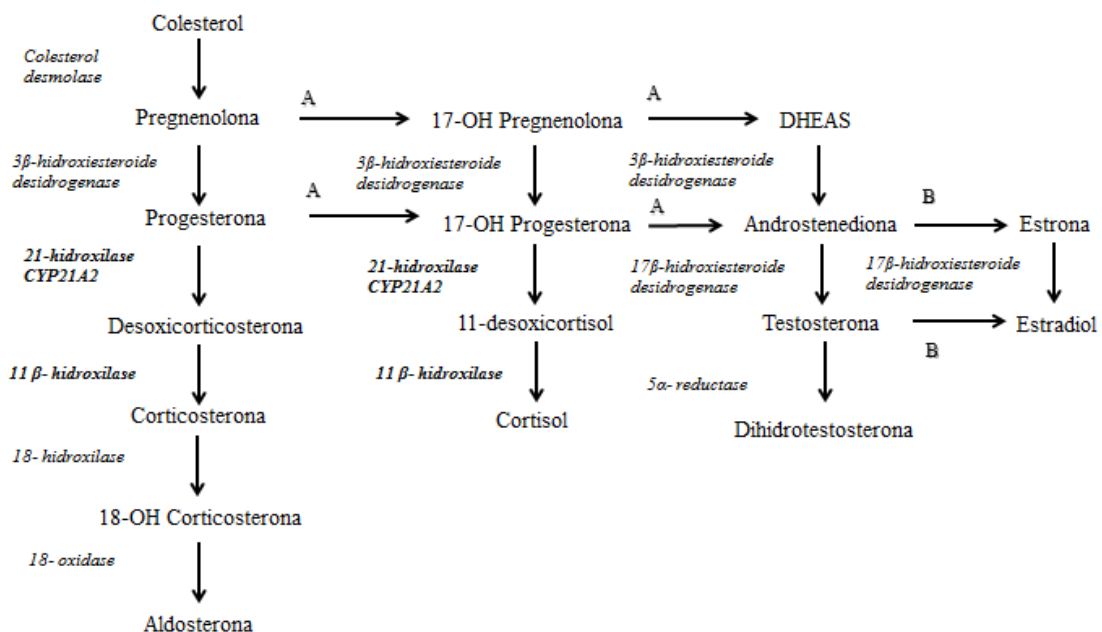 Colesterol
Colesterol
desmolase
A
A
Pregnenolona
17-OH Pregnenolona
DHEAS
3β-hidroxiesteroide
desidrogenase
3β-hidroxiesteroide
desidrogenase
3β-hidroxiesteroide
desidrogenase
A
A
B
Progesterona
17-OH Progesterona
Androstenediona
Estrona
21-hidroxilase
CYP21A2
21-hidroxilase
CYP21A2
17β-hidroxiesteroide
desidrogenase
17β-hidroxiesteroide
desidrogenase
Desoxicorticosterona
11-desoxicortisol
Testosterona
Estradiol
B
11 β- hidroxilase
11 β- hidroxilase
5α- reductase
Corticosterona
Cortisol
Dihidrotestosterona
18- hidroxilase
18-OH Corticosterona
18- oxidase
Aldosterona